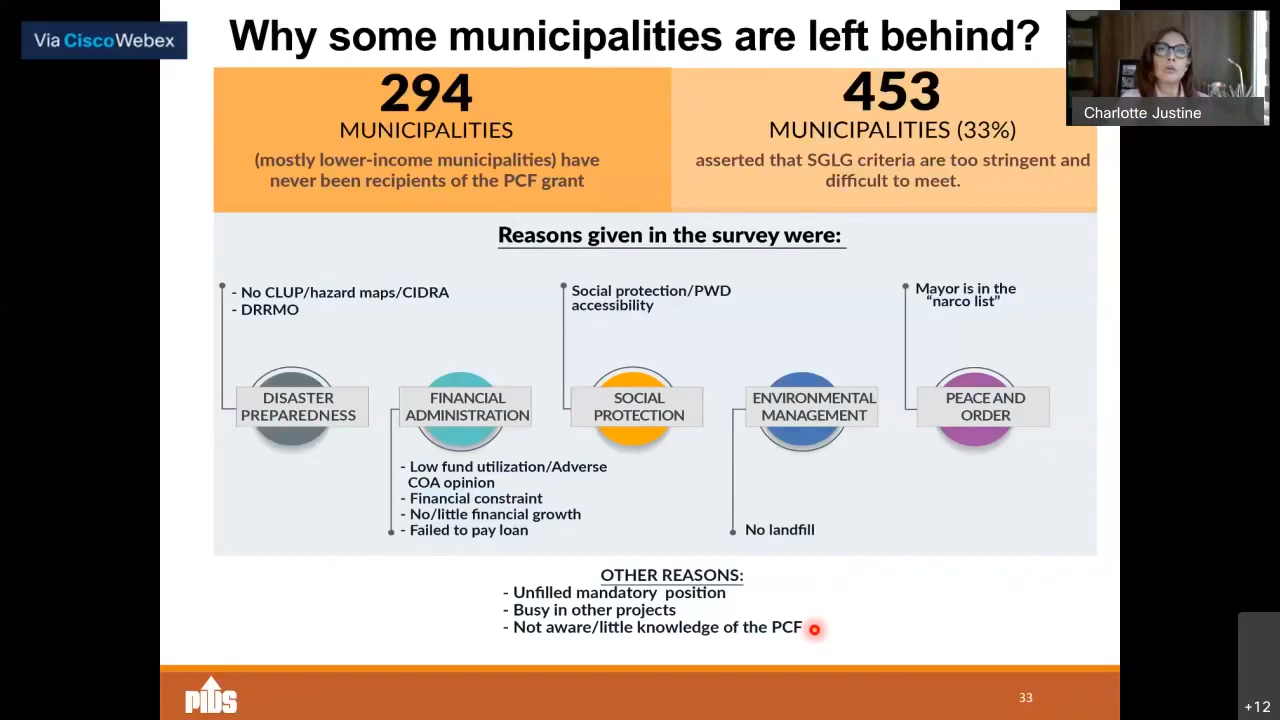 Via CiscoWebex
Why some municipalities are left behind?
Charlotte Justine
294
MUNICIPALITIES
(mostly lower-income municipalities) have
never been recipients of the PCF grant
453
MUNICIPALITIES (33%)
asserted that SGLG criteria are too stringent and
difficult to meet.
Reasons given in the survey were:
- No CLUP/hazard maps/CIDRA
- DRRMO
Social protection/PWD
accessibility
Mayor is in the
“narco list”
DISASTER
PREPAREDNESS
FINANCIAL
ADMINISTRATION
SOCIAL
PROTECTION
ENVIRONMENTAL
MANAGEMENT
PEACE AND
ORDER
- Low fund utilization/Adverse
COA opinion
- Financial constraint
- No/little financial growth
- Failed to pay loan
No landfill
OTHER REASONS:
- Unfilled mandatory position
- Busy in other projects
- Not aware/little knowledge of the PCF
PIDS
33
+12